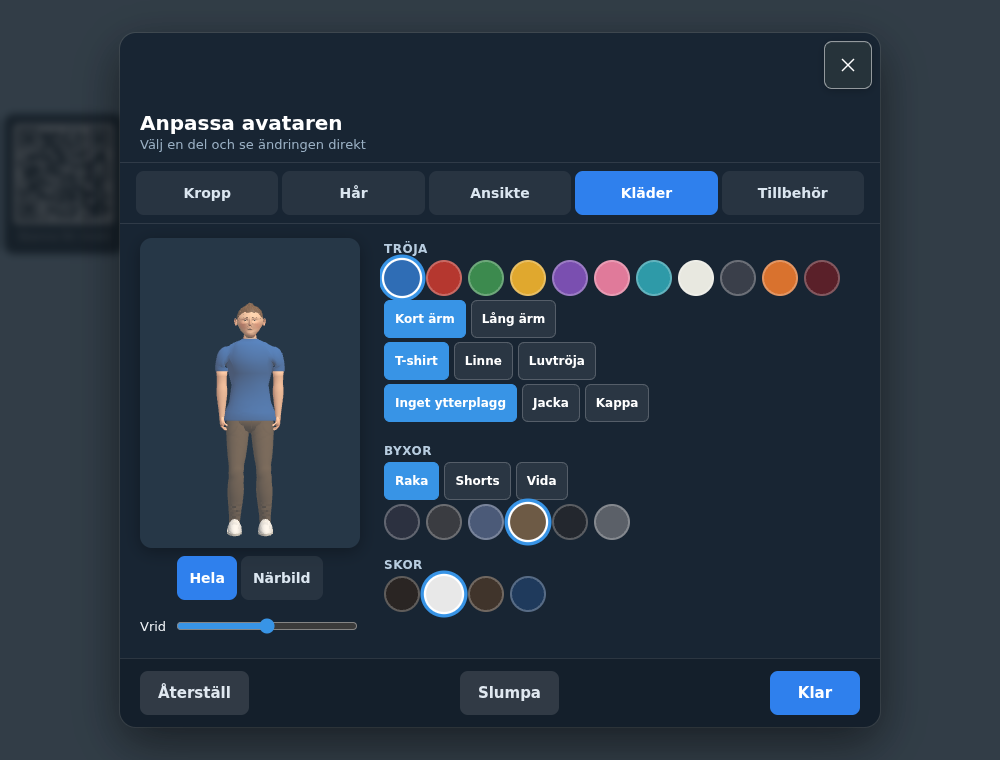 Anpassa avataren
Välj en del och se ändringen direkt
Kropp Hår Ansikte Kläder Tillbehör
TRÖJA
Kort ärm Lång ärm
T-shirt Linne Luvtröja
Inget ytterplagg Jacka Kappa
BYXOR
Raka Shorts Vida
SKOR
Hela Närbild
Vrid
Återställ Slumpa Klar